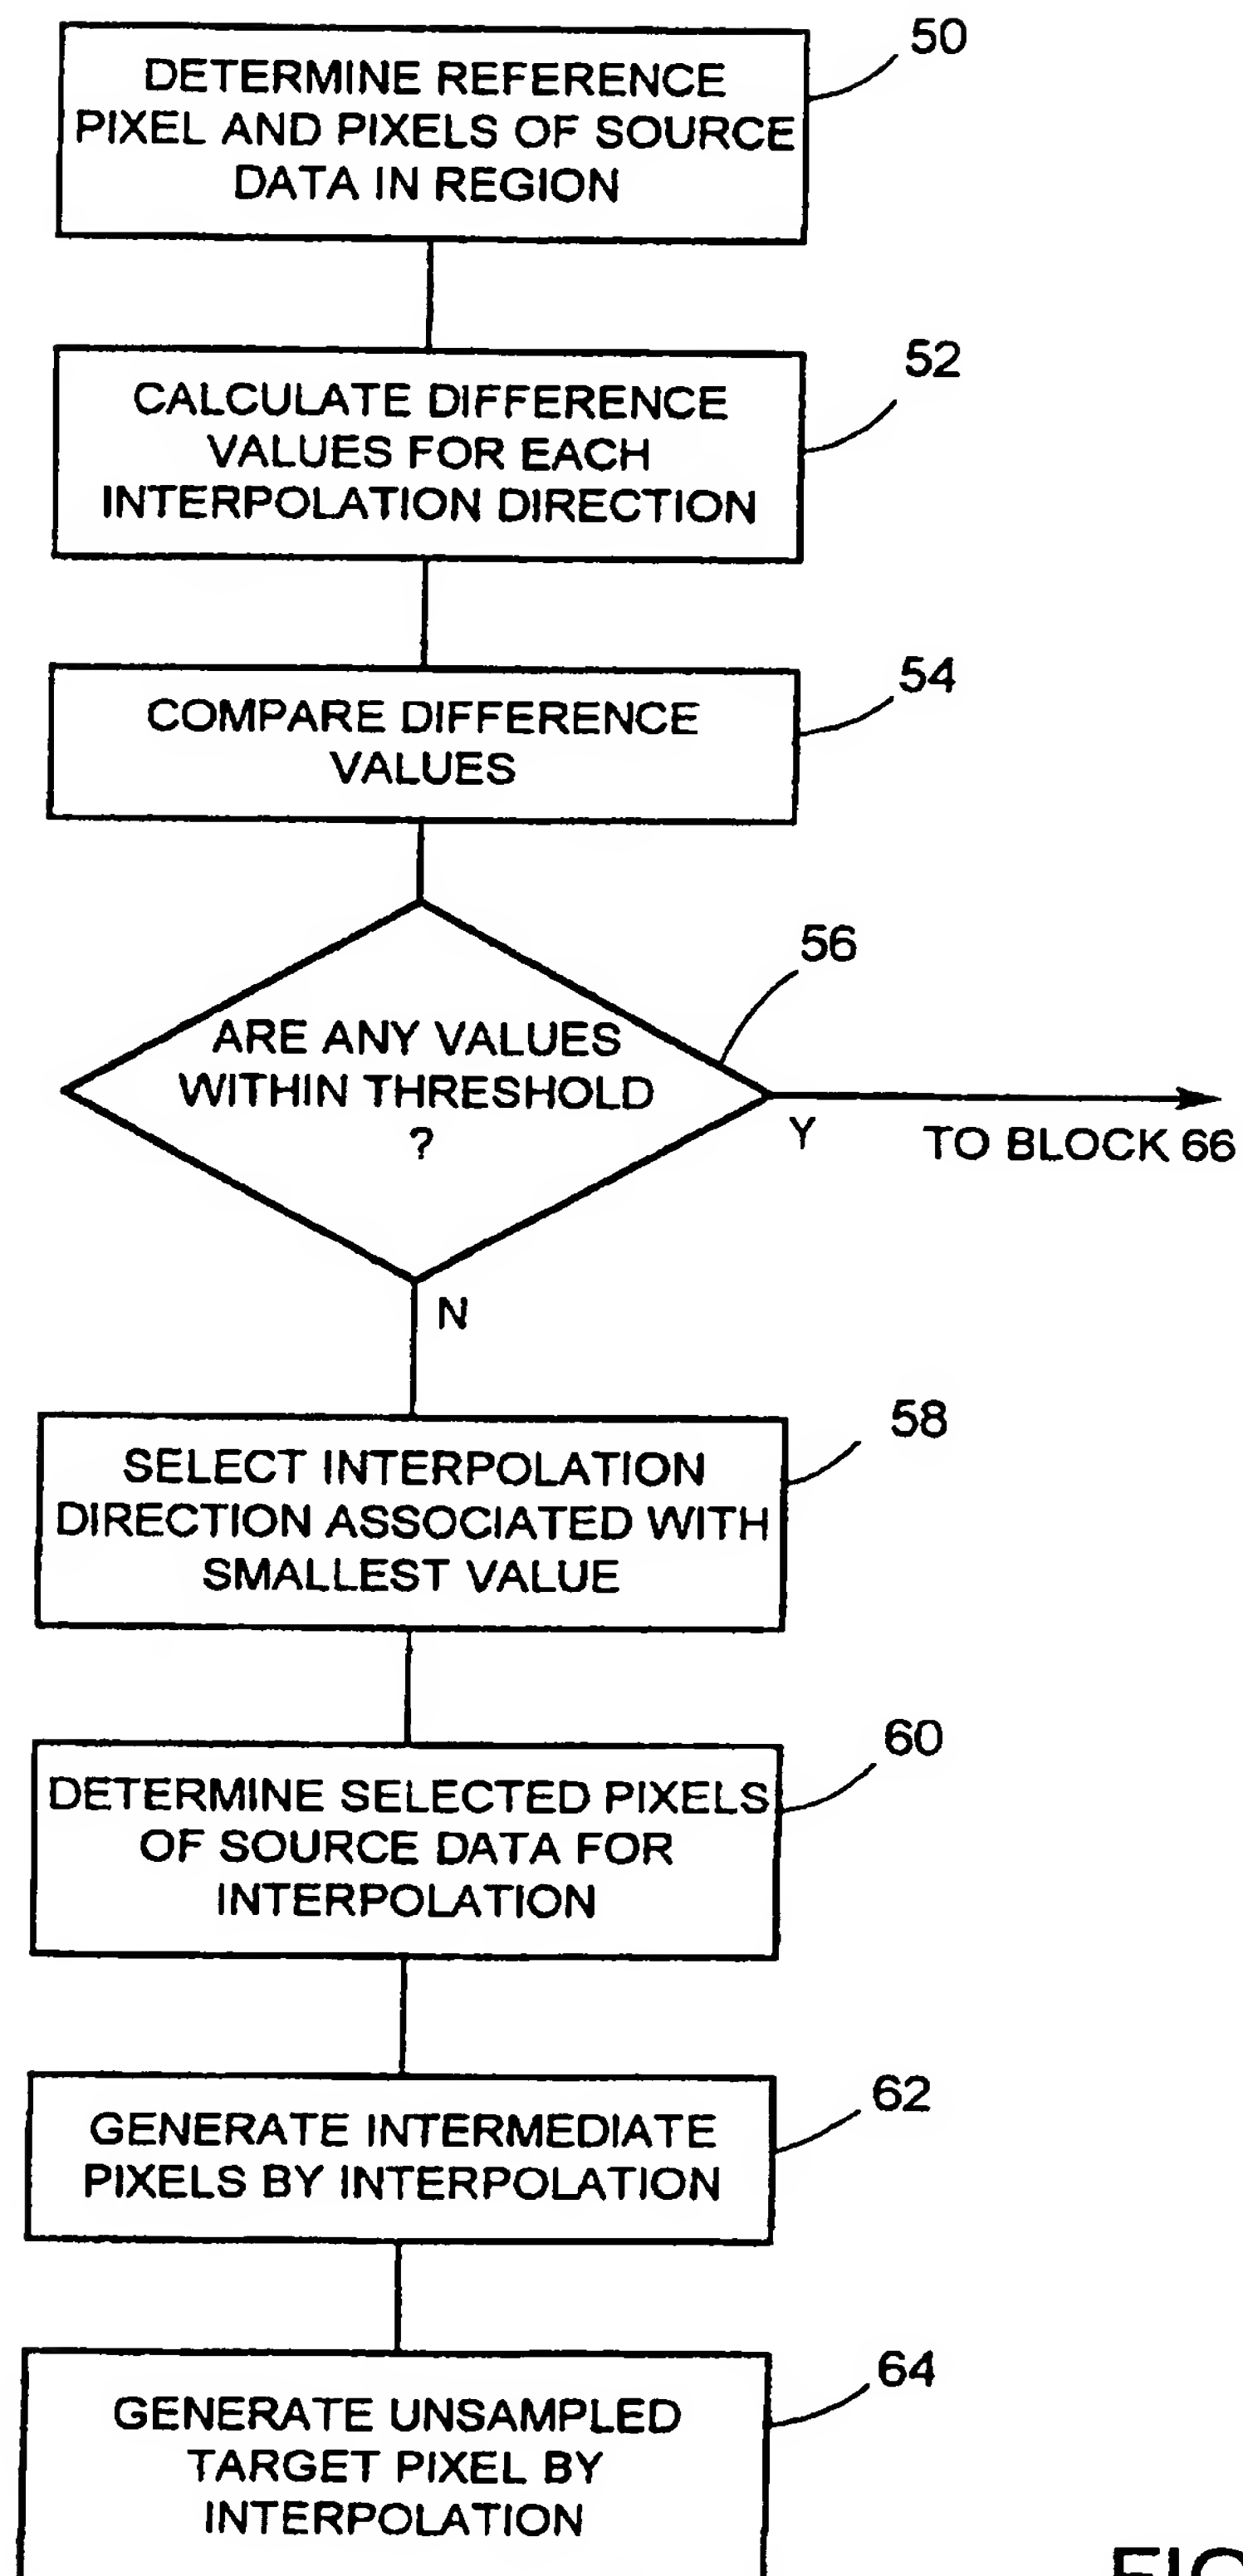 50
DETERMINE REFERENCE
PIXEL AND PIXELS OF SOURCE
DATA IN REGION
52
CALCULATE DIFFERENCE
VALUES FOR EACH
INTERPOLATION DIRECTION
54
COMPARE DIFFERENCE
VALUES
56
ARE ANY VALUES
WITHIN THRESHOLD
?
Y
TO BLOCK 66
N
58
SELECT INTERPOLATION
DIRECTION ASSOCIATED WITH
SMALLEST VALUE
60
DETERMINE SELECTED PIXELS
OF SOURCE DATA FOR
INTERPOLATION
62
GENERATE INTERMEDIATE
PIXELS BY INTERPOLATION
64
GENERATE UNSAMPLED
TARGET PIXEL BY
INTERPOLATION